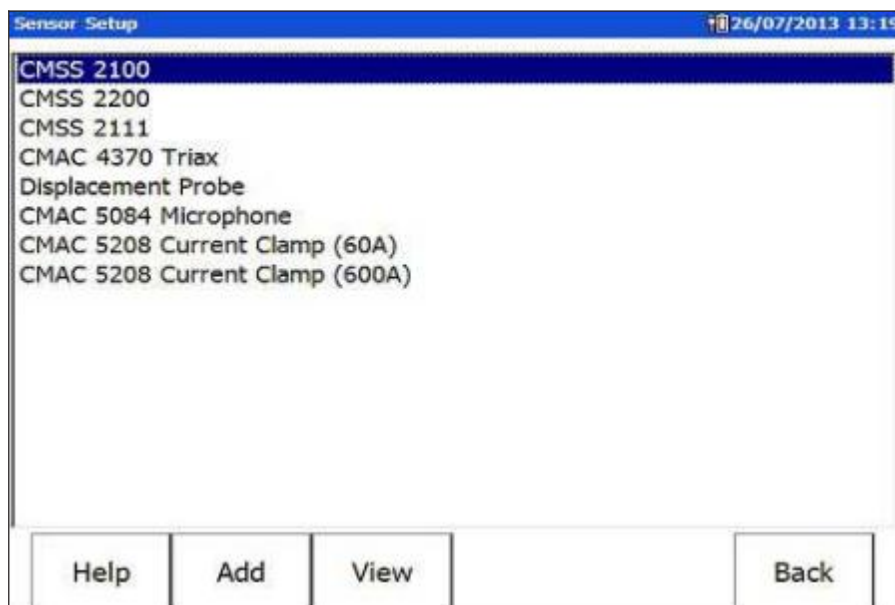 Sensor Setup 26/07/2013 13:19
CMSS 2100
CMSS 2200
CMSS 2111
CMAC 4370 Triax
Displacement Probe
CMAC 5084 Microphone
CMAC 5208 Current Clamp (60A)
CMAC 5208 Current Clamp (600A)
Help Add View Back